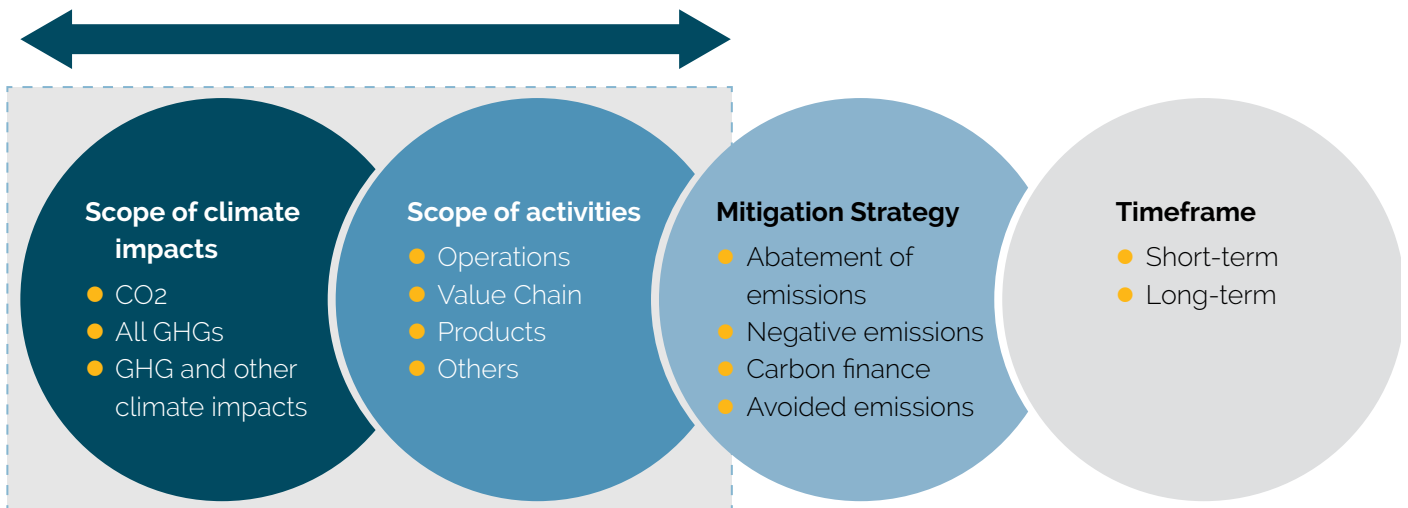 Scope of climate
impacts
CO2
All GHGs
GHG and other
climate impacts
Scope of activities
Operations
Value Chain
Products
Others
Mitigation Strategy
Abatement of
emissions
Negative emissions
Carbon finance
Avoided emissions
Timeframe
Short-term
Long-term